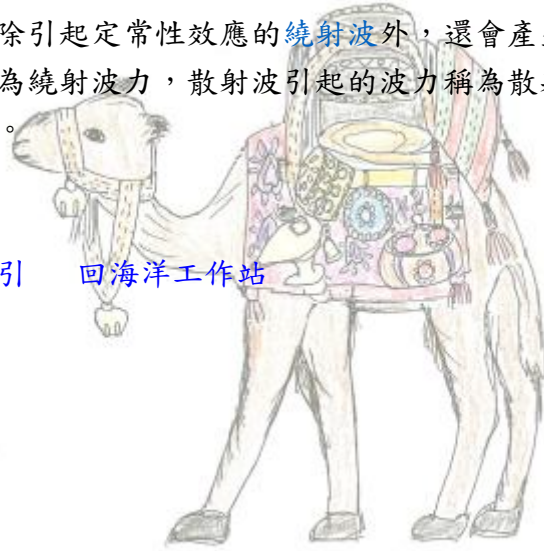 除引起定常性效應的繞射波外，還會產
為繞射波力，散射波引起的波力稱為散
。
引 回海洋工作站